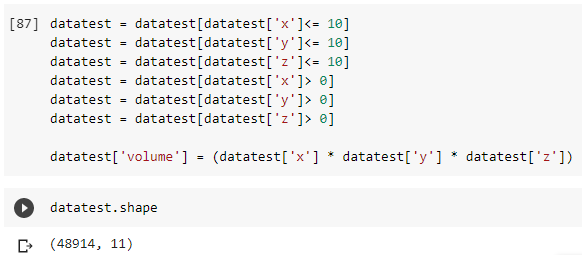 [87] datatest = datatest[datatest['x']<= 10]
datatest = datatest[datatest['y']<= 10]
datatest = datatest[datatest['z']<= 10]
datatest = datatest[datatest['x']> 0]
datatest = datatest[datatest['y']> 0]
datatest = datatest[datatest['z']> 0]
datatest['volume'] = (datatest['x'] * datatest['y'] * datatest['z'])
datatest.shape
(48914, 11)